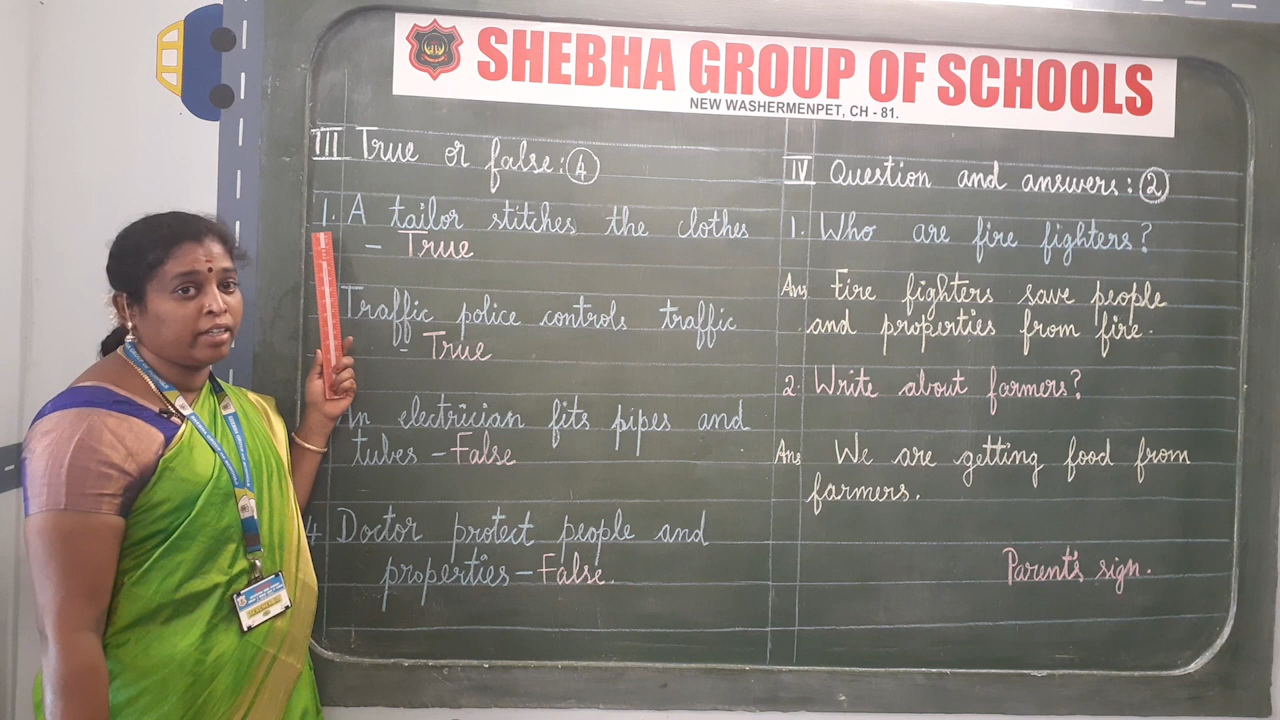 SHEBHA GROUP OF SCHOOLS
NEW WASHERMENPET, CH - 81.
III True or false: 4
1. A tailor stitches the clothes
- True
Traffic police controls traffic
- True
An electrician fits pipes and
tubes - False
4 Doctor protect people and
properties - False.
IV Question and answers: 2
1. Who are fire fighters?
Ans Fire fighters save people
and properties from fire.
2. Write about farmers?
Ans We are getting food from
farmers.
Parent's sign.